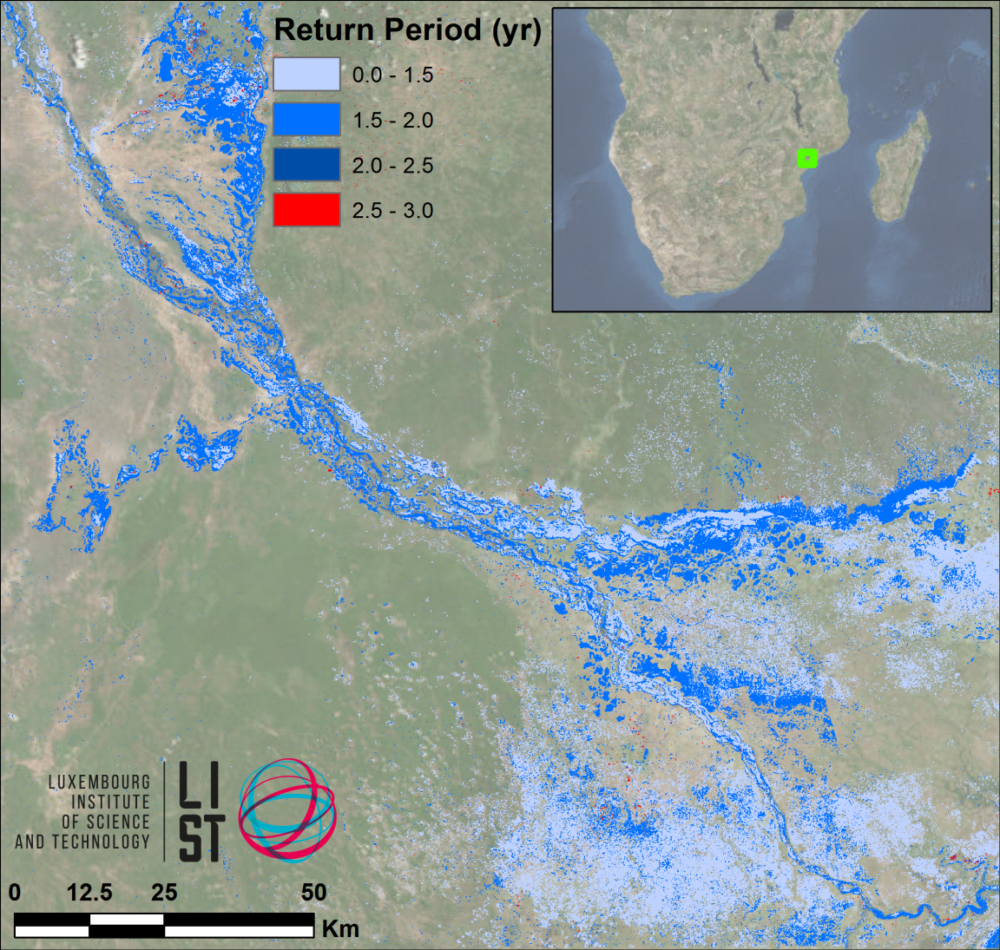 Return Period (yr)
0.0 - 1.5
1.5 - 2.0
2.0 - 2.5
2.5 - 3.0
LUXEMBOURG
INSTITUTE
OF SCIENCE
AND TECHNOLOGY
LI
ST
0 12.5 25 50
Km